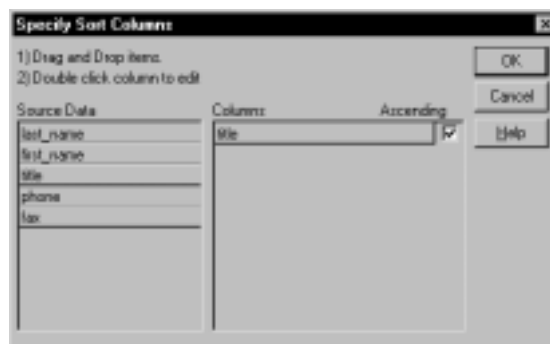 Specify Sort Columns
1) Drag and Drop items.
2) Double click column to edit
OK
Cancel
Help
Source Data
last_name
first_name
title
phone
fax
Columns Ascending
title